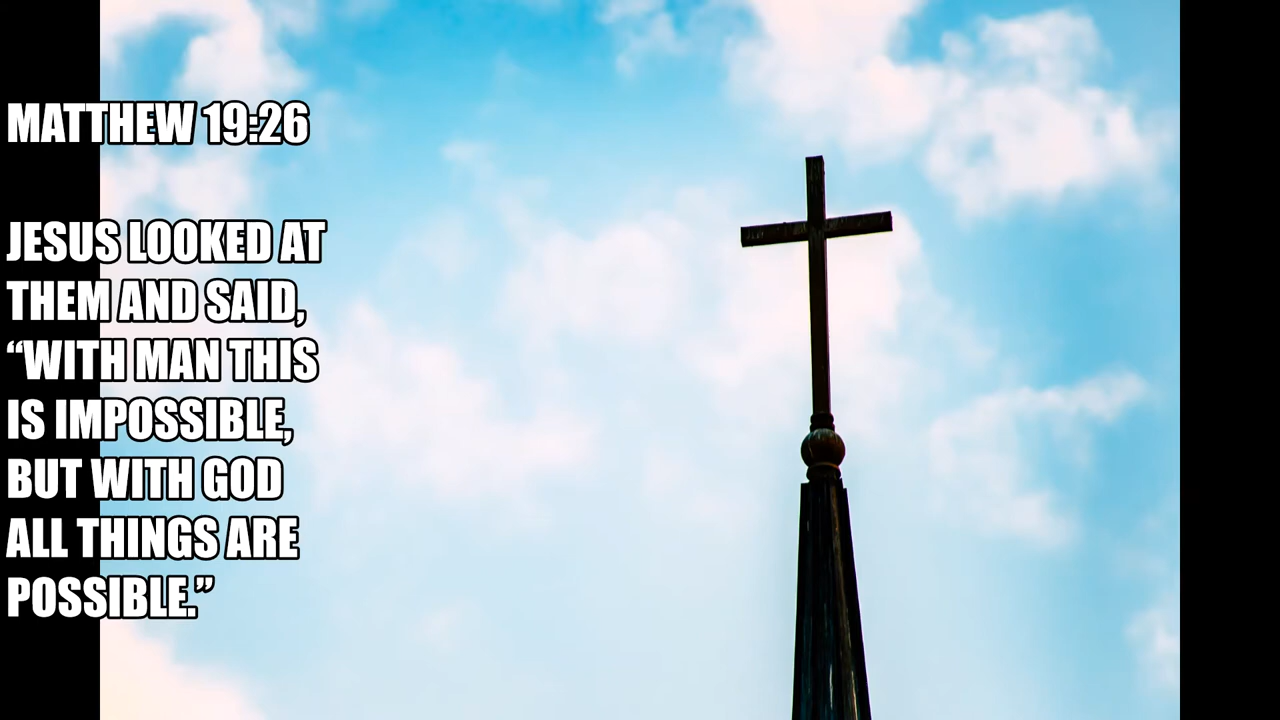 MATTHEW 19:26
JESUS LOOKED AT
THEM AND SAID,
“WITH MAN THIS
IS IMPOSSIBLE,
BUT WITH GOD
ALL THINGS ARE
POSSIBLE.”